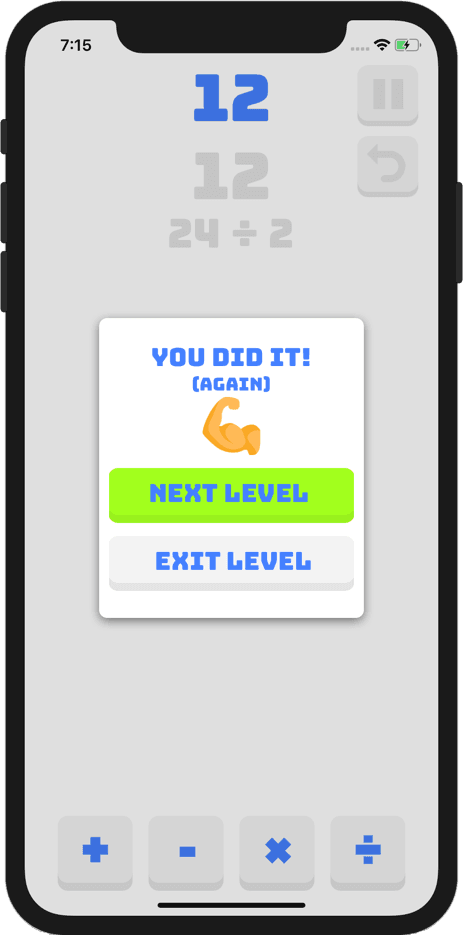 7:15
12
12
24 ÷ 2
YOU DID IT!
(AGAIN)
NEXT LEVEL
EXIT LEVEL
+ - × ÷